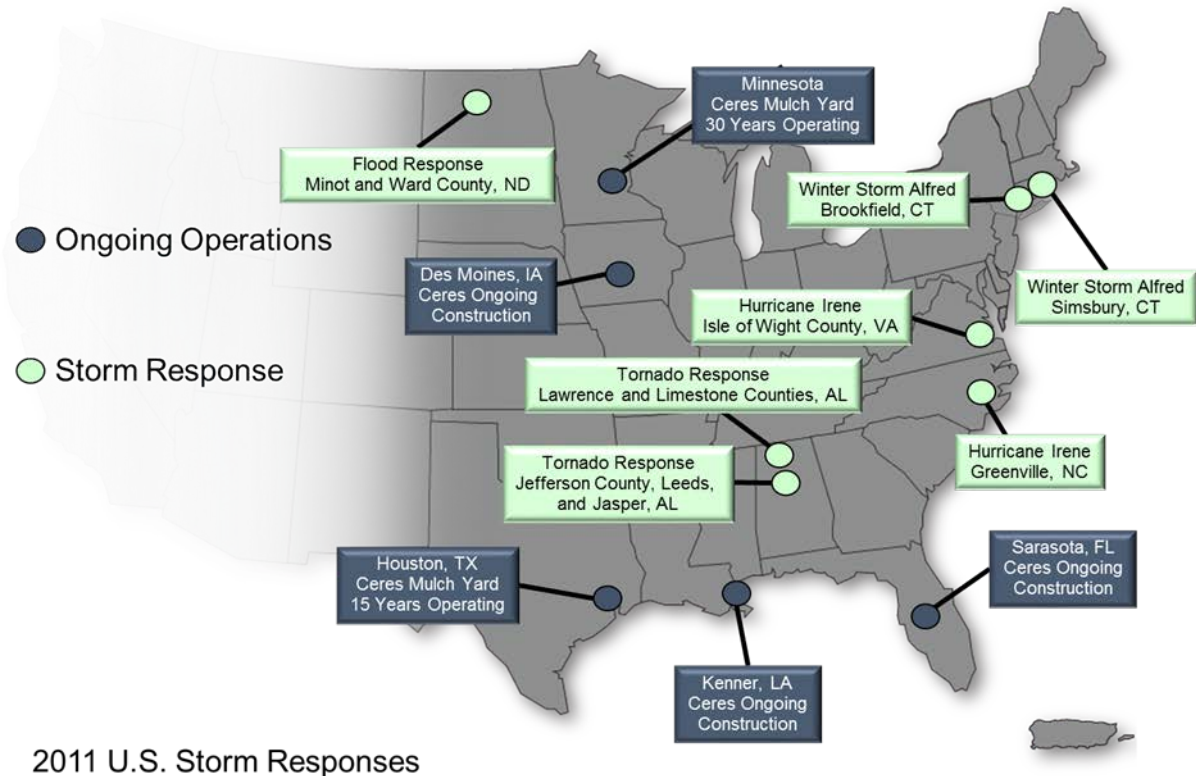 Minnesota
Ceres Mulch Yard
30 Years Operating
Flood Response
Minot and Ward County, ND
Winter Storm Alfred
Brookfield, CT
Ongoing Operations
Des Moines, IA
Ceres Ongoing
Construction
Winter Storm Alfred
Simsbury, CT
Hurricane Irene
Isle of Wight County, VA
Storm Response
Tornado Response
Lawrence and Limestone Counties, AL
Hurricane Irene
Greenville, NC
Tornado Response
Jefferson County, Leeds,
and Jasper, AL
Sarasota, FL
Ceres Ongoing
Construction
Houston, TX
Ceres Mulch Yard
15 Years Operating
Kenner, LA
Ceres Ongoing
Construction
2011 U.S. Storm Responses